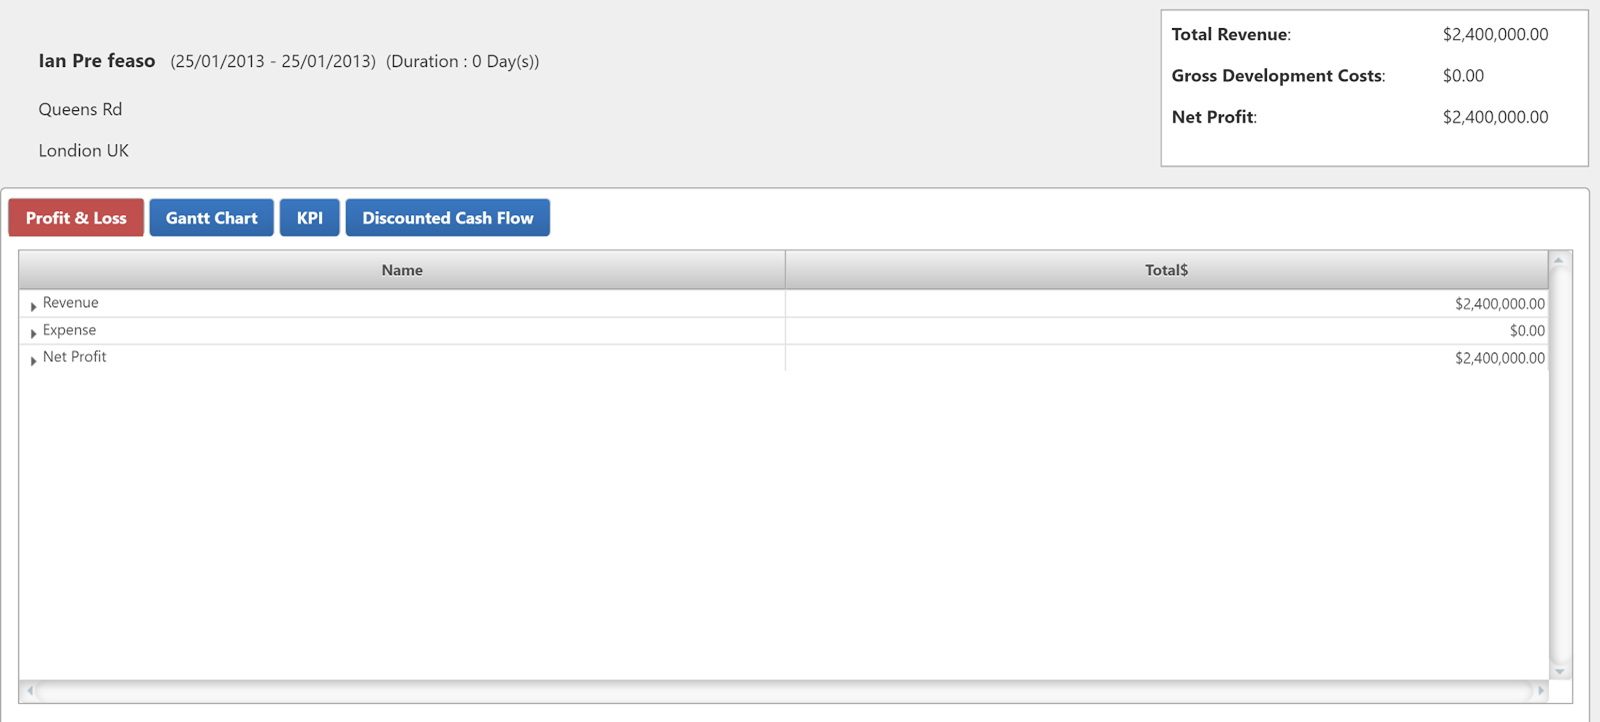 Ian Pre feaso (25/01/2013 - 25/01/2013) (Duration : 0 Day(s))
Queens Rd
Londion UK
Total Revenue: $2,400,000.00
Gross Development Costs: $0.00
Net Profit: $2,400,000.00
Profit & Loss Gantt Chart KPI Discounted Cash Flow
Name Total$
Revenue $2,400,000.00
Expense $0.00
Net Profit $2,400,000.00